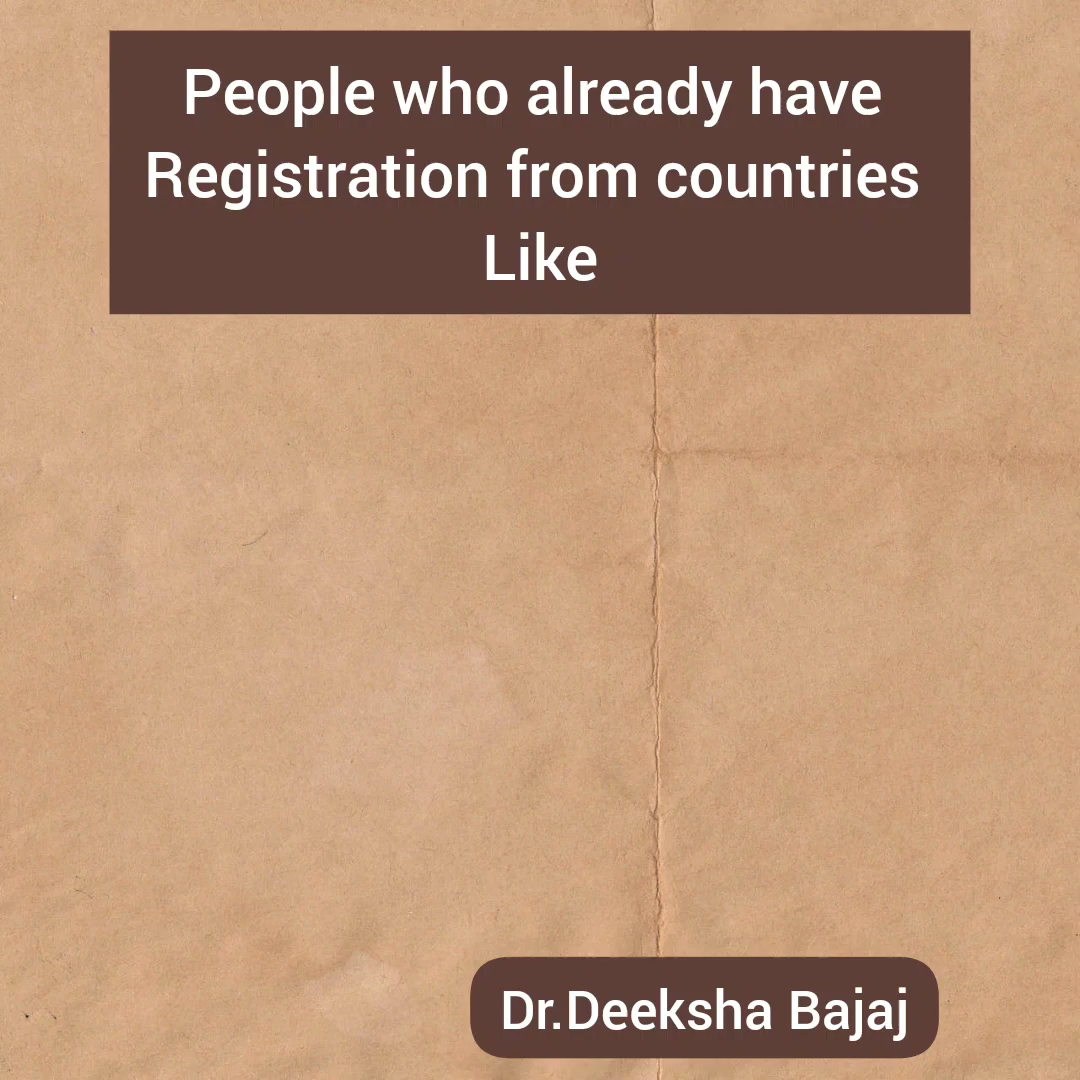 People who already have
Registration from countries
Like
Dr.Deeksha Bajaj